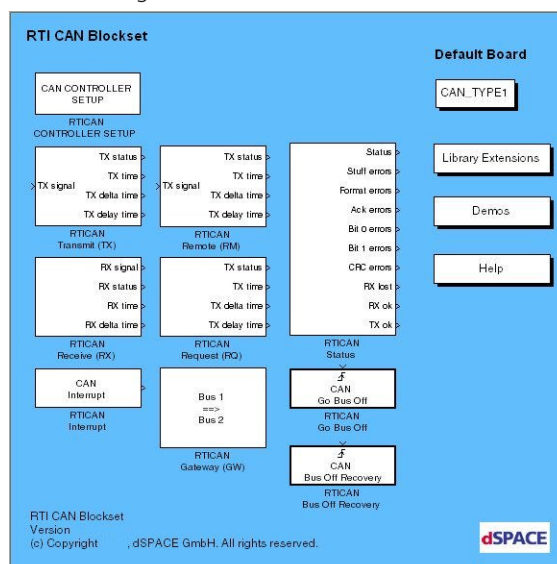 RTI CAN Blockset
Default Board
CAN CONTROLLER
SETUP
RTICAN
CONTROLLER SETUP
CAN_TYPE1
TX signal
TX status
TX time
TX delta time
TX delay time
RTICAN
Transmit (TX)
TX signal
TX status
TX time
TX delta time
TX delay time
RTICAN
Remote (RM)
Status
Stuff errors
Format errors
Ack errors
Bit 0 errors
Bit 1 errors
CRC errors
RX lost
RX ok
TX ok
RTICAN
Status
Library Extensions
Demos
Help
RX signal
RX status
RX time
RX delta time
RTICAN
Receive (RX)
TX status
TX time
TX delta time
TX delay time
RTICAN
Request (RQ)
CAN
Interrupt
RTICAN
Interrupt
Bus 1
==>
Bus 2
RTICAN
Gateway (GW)
CAN
Go Bus Off
RTICAN
Go Bus Off
CAN
Bus Off Recovery
RTICAN
Bus Off Recovery
RTI CAN Blockset
Version
(c) Copyright , dSPACE GmbH. All rights reserved.
dSPACE